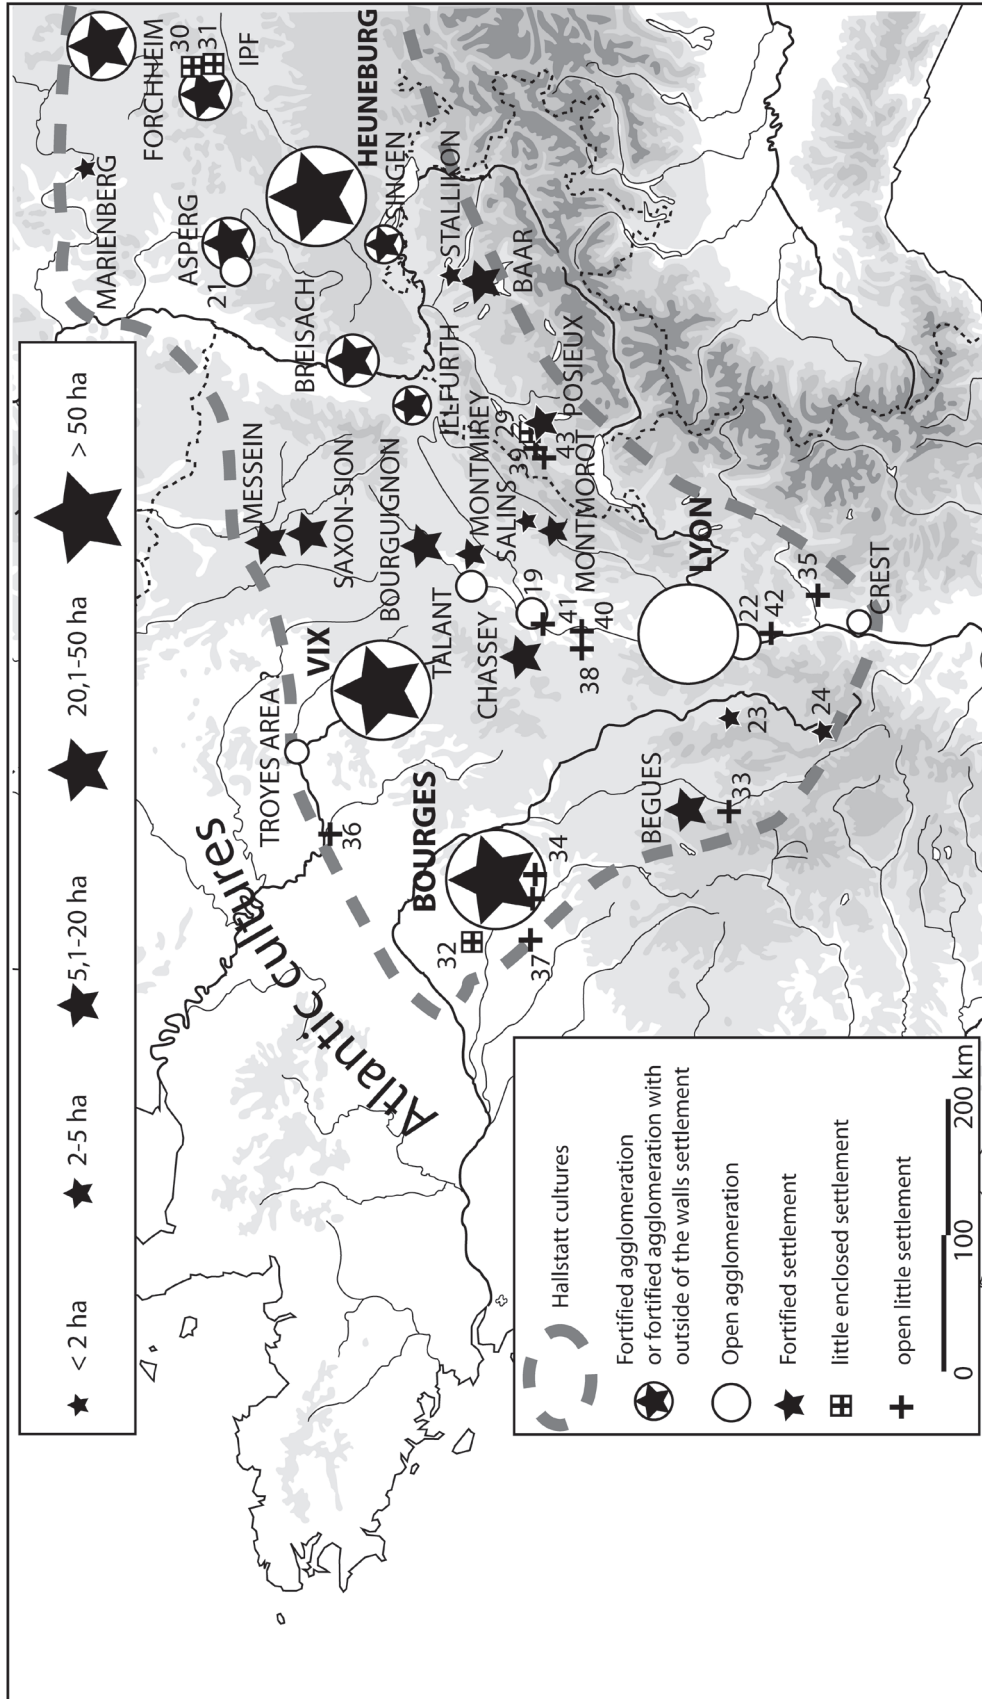 < 2 ha
2-5 ha
5,1-20 ha
20,1-50 ha
> 50 ha
Atlantic cultures
MARIENBERG
FORCHHEIM
30
31
IPF
ASPERG
21
HEUNEBURG
SINGEN
STALLIKON
BAAR
BREISACH
ILLFURTH
MESSEIN
SAXON-SION
BOURGUIGNON
MONTMIREY
SALINS
29
39
43
POSIEUX
MONTMOROT
TROYES AREA
VIX
TALANT
CHASSEY
19
41
40
38
36
BOURGES
32
34
37
BEGUES
33
23
24
LYON
22
42
35
CREST
Hallstatt cultures
Fortified agglomeration
or fortified agglomeration with
outside of the walls settlement
Open agglomeration
Fortified settlement
little enclosed settlement
open little settlement
0
100
200 km